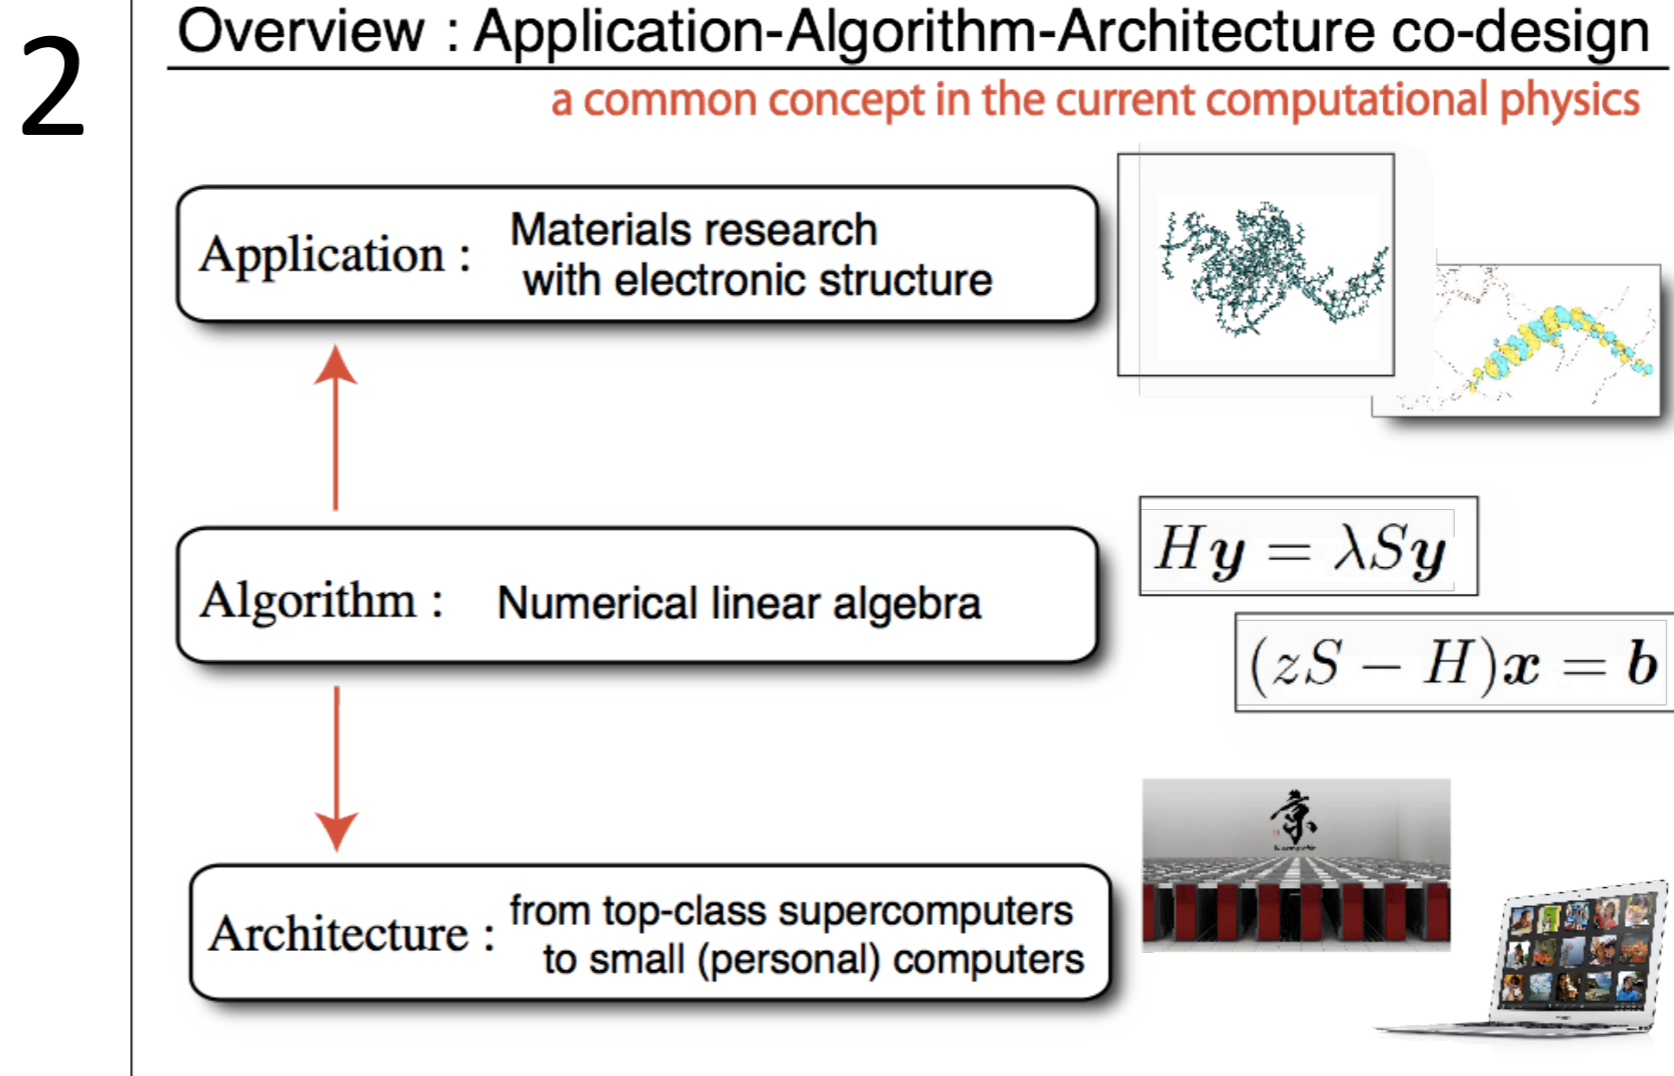 2
Overview : Application-Algorithm-Architecture co-design
a common concept in the current computational physics
Application :
Materials research
with electronic structure
Algorithm :
Numerical linear algebra
Hy = λSy
(zS − H)x = b
京
Architecture :
from top-class supercomputers
to small (personal) computers